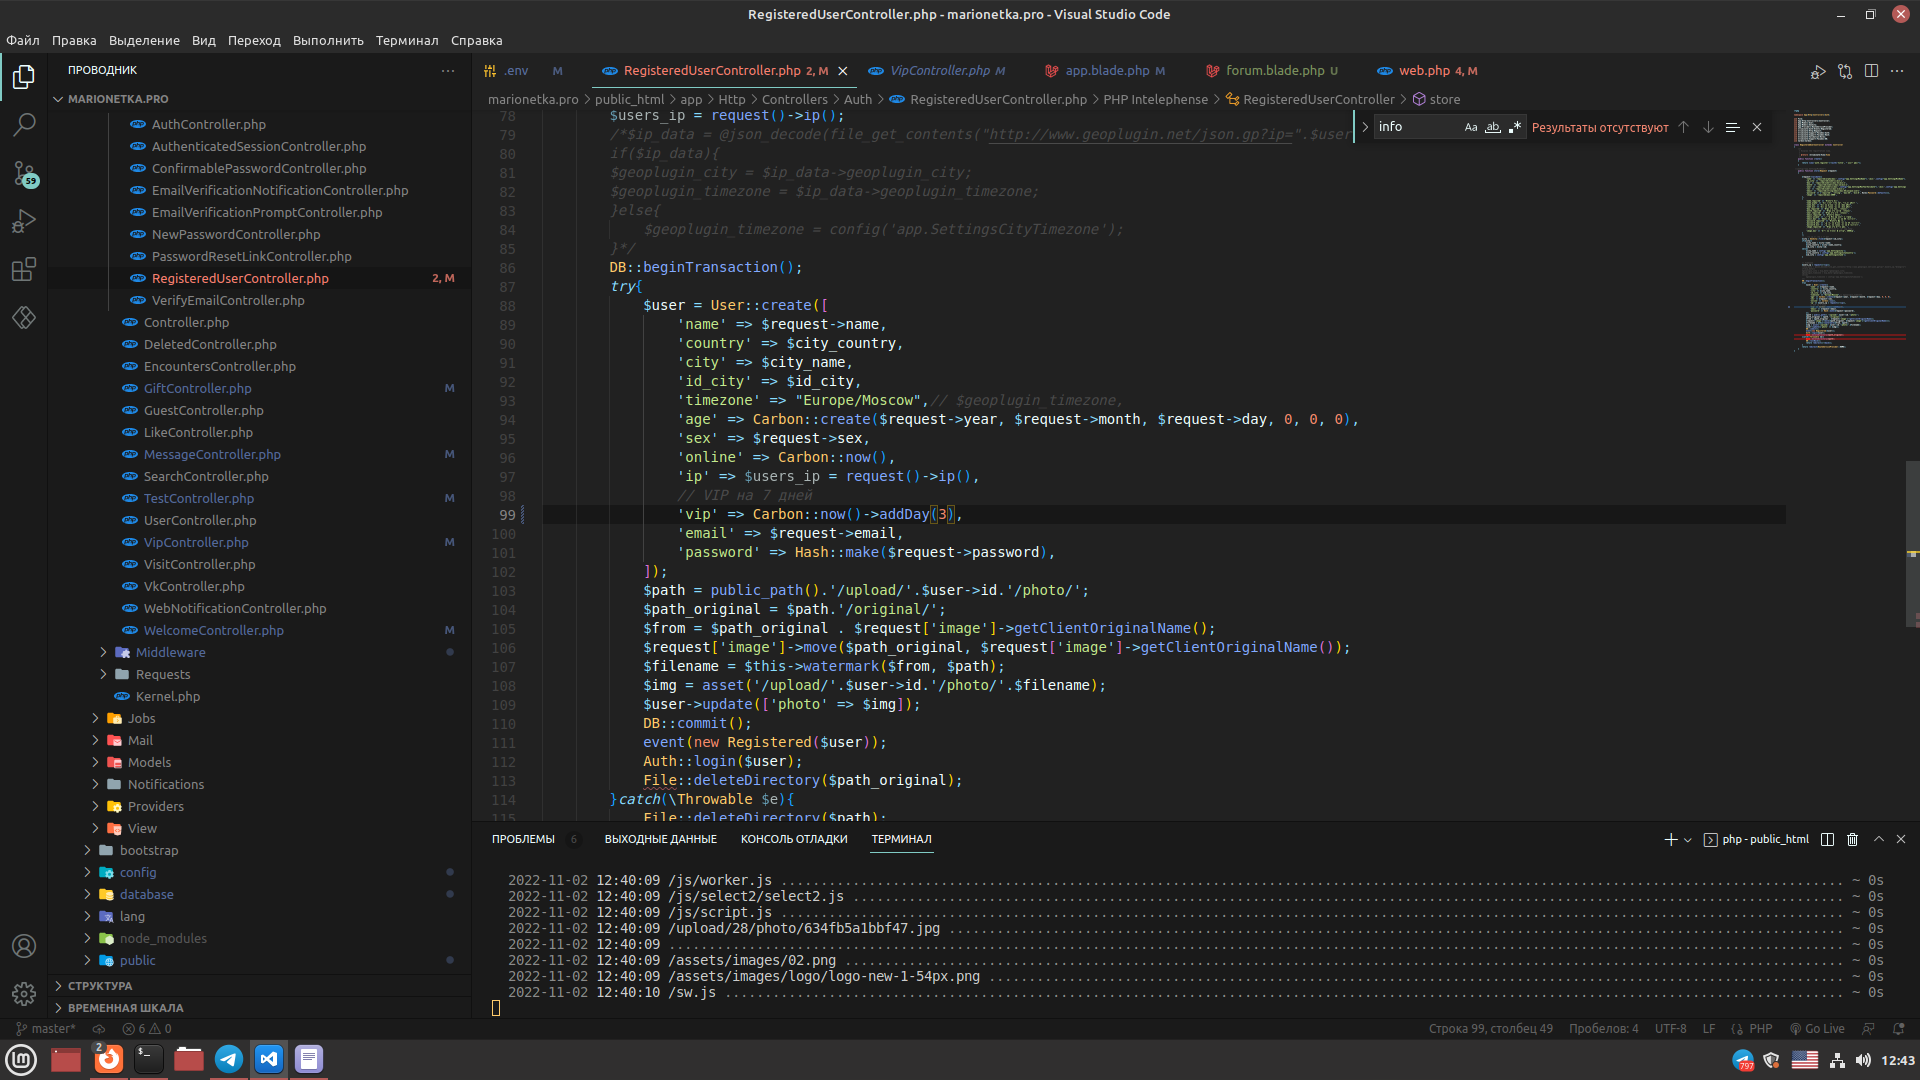 RegisteredUserController.php - marionetka.pro - Visual Studio Code
Файл Правка Выделение Вид Переход Выполнить Терминал Справка
ПРОВОДНИК
.env M RegisteredUserController.php 2, M VipController.php M app.blade.php M forum.blade.php U web.php 4, M
marionetka.pro > public_html > app > Http > Controllers > Auth > RegisteredUserController.php > PHP Intelephense > RegisteredUserController > store
info Aa ab Результаты отсутствуют
MARIONETKA.PRO
AuthController.php
AuthenticatedSessionController.php
ConfirmablePasswordController.php
EmailVerificationNotificationController.php
EmailVerificationPromptController.php
NewPasswordController.php
PasswordResetLinkController.php
RegisteredUserController.php 2, M
VerifyEmailController.php
Controller.php
DeletedController.php
EncountersController.php
GiftController.php M
GuestController.php
LikeController.php
MessageController.php M
SearchController.php
TestController.php M
UserController.php
VipController.php M
VisitController.php
VkController.php
WebNotificationController.php
WelcomeController.php M
Middleware
Requests
Kernel.php
Jobs
Mail
Models
Notifications
Providers
View
bootstrap
config
database
lang
node_modules
public
СТРУКТУРА
ВРЕМЕННАЯ ШКАЛА
59
78 $users_ip = request()->ip();
79 /*$ip_data = @json_decode(file_get_contents("http://www.geoplugin.net/json.gp?ip=".$user
80 if($ip_data){
81 $geoplugin_city = $ip_data->geoplugin_city;
82 $geoplugin_timezone = $ip_data->geoplugin_timezone;
83 }else{
84 $geoplugin_timezone = config('app.SettingsCityTimezone');
85 }*/
86 DB::beginTransaction();
87 try{
88 $user = User::create([
89 'name' => $request->name,
90 'country' => $city_country,
91 'city' => $city_name,
92 'id_city' => $id_city,
93 'timezone' => "Europe/Moscow",// $geoplugin_timezone,
94 'age' => Carbon::create($request->year, $request->month, $request->day, 0, 0, 0),
95 'sex' => $request->sex,
96 'online' => Carbon::now(),
97 'ip' => $users_ip = request()->ip(),
98 // VIP на 7 дней
99 'vip' => Carbon::now()->addDay(3),
100 'email' => $request->email,
101 'password' => Hash::make($request->password),
102 ]);
103 $path = public_path().'/upload/'.$user->id.'/photo/';
104 $path_original = $path.'/original/';
105 $from = $path_original . $request['image']->getClientOriginalName();
106 $request['image']->move($path_original, $request['image']->getClientOriginalName());
107 $filename = $this->watermark($from, $path);
108 $img = asset('/upload/'.$user->id.'/photo/'.$filename);
109 $user->update(['photo' => $img]);
110 DB::commit();
111 event(new Registered($user));
112 Auth::login($user);
113 File::deleteDirectory($path_original);
114 }catch(\Throwable $e){
115 File::deleteDirectory($path);
ПРОБЛЕМЫ 6 ВЫХОДНЫЕ ДАННЫЕ КОНСОЛЬ ОТЛАДКИ ТЕРМИНАЛ php - public_html
2022-11-02 12:40:09 /js/worker.js ~ 0s
2022-11-02 12:40:09 /js/select2/select2.js ~ 0s
2022-11-02 12:40:09 /js/script.js ~ 0s
2022-11-02 12:40:09 /upload/28/photo/634fb5a1bbf47.jpg ~ 0s
2022-11-02 12:40:09 ~ 0s
2022-11-02 12:40:09 /assets/images/02.png ~ 0s
2022-11-02 12:40:09 /assets/images/logo/logo-new-1-54px.png ~ 0s
2022-11-02 12:40:10 /sw.js ~ 0s
master* 6 0 Строка 99, столбец 49 Пробелов: 4 UTF-8 LF PHP Go Live
2 797 12:43